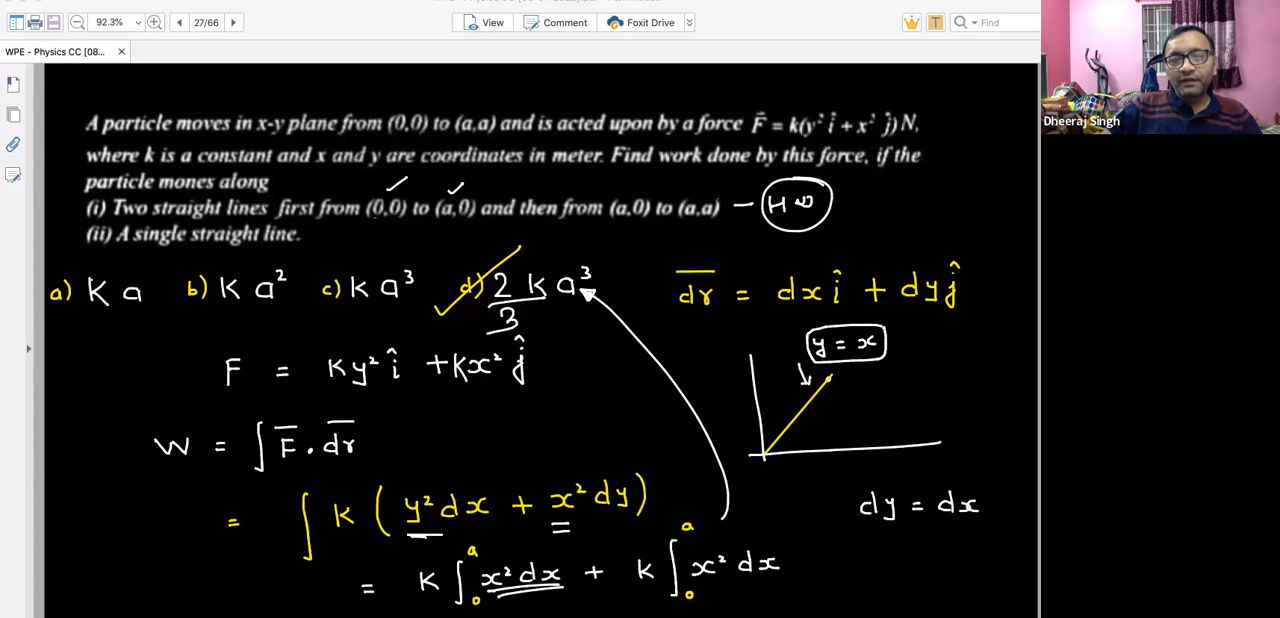 92.3%
View
Comment
Foxit Drive
27/66
Find
WPE - Physics CC [08...
Dheeraj Singh
A particle moves in x-y plane from (0,0) to (a,a) and is acted upon by a force F⃗ = k(y² î + x² ĵ) N,
where k is a constant and x and y are coordinates in meter. Find work done by this force, if the
particle mones along
(i) Two straight lines first from (0,0) to (a,0) and then from (a,0) to (a,a) — HW
(ii) A single straight line.
a) K a b) K a² c) K a³ d) 2/3 K a³
dr = dx î + dy ĵ
y = x
F = Ky² î + Kx² ĵ
W = ∫ F . dr
= ∫ K ( y² dx + x² dy )
dy = dx
= K ∫₀ᵃ x² dx + K ∫₀ᵃ x² dx